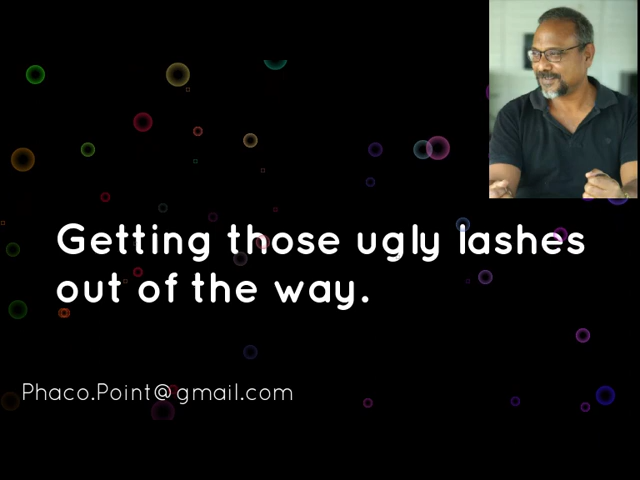 Getting those ugly lashes
out of the way.
Phaco.Point@gmail.com